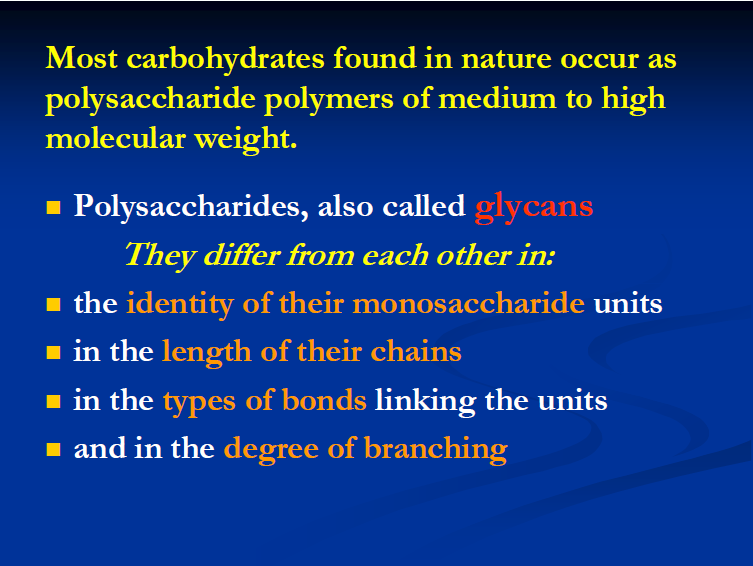 Most carbohydrates found in nature occur as
polysaccharide polymers of medium to high
molecular weight.
Polysaccharides, also called glycans
They differ from each other in:
the identity of their monosaccharide units
in the length of their chains
in the types of bonds linking the units
and in the degree of branching